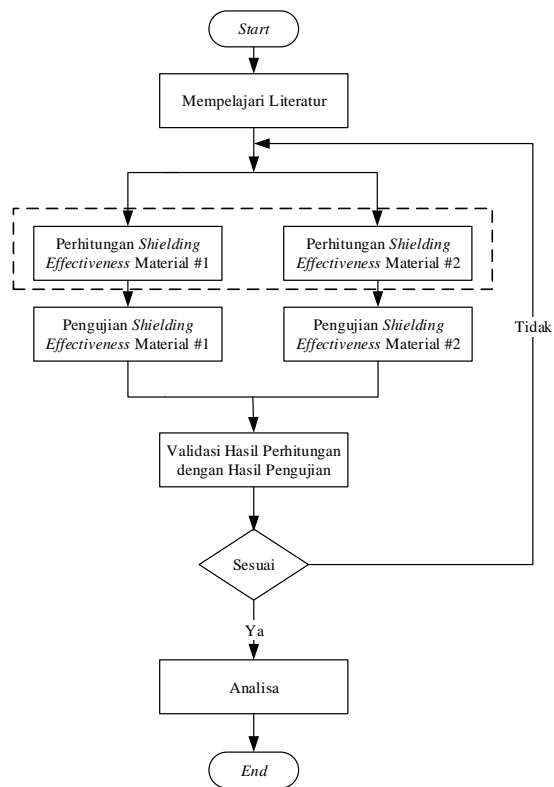 Start
Mempelajari Literatur
Perhitungan Shielding
Effectiveness Material #1
Perhitungan Shielding
Effectiveness Material #2
Pengujian Shielding
Effectiveness Material #1
Pengujian Shielding
Effectiveness Material #2
Tidak
Validasi Hasil Perhitungan
dengan Hasil Pengujian
Sesuai
Ya
Analisa
End